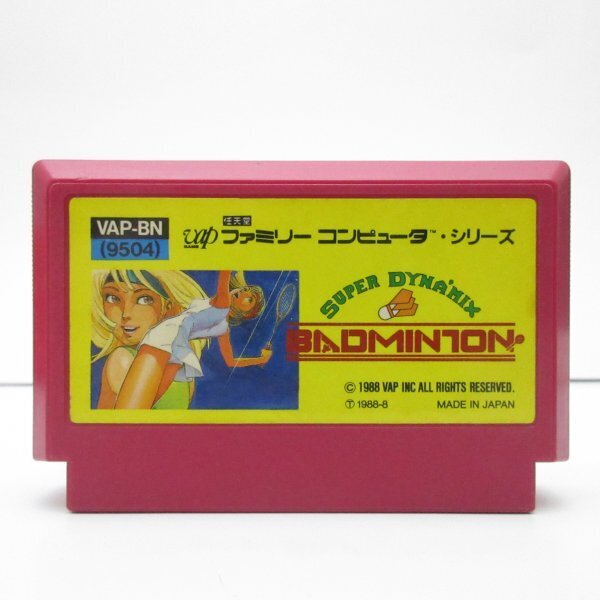 VAP-BN
(9504)
任天堂
vap ファミリー コンピュータ™・シリーズ
GAME
SUPER DYNA'MIX
BADMINTON
© 1988 VAP INC ALL RIGHTS RESERVED.
Ⓣ 1988-8 MADE IN JAPAN